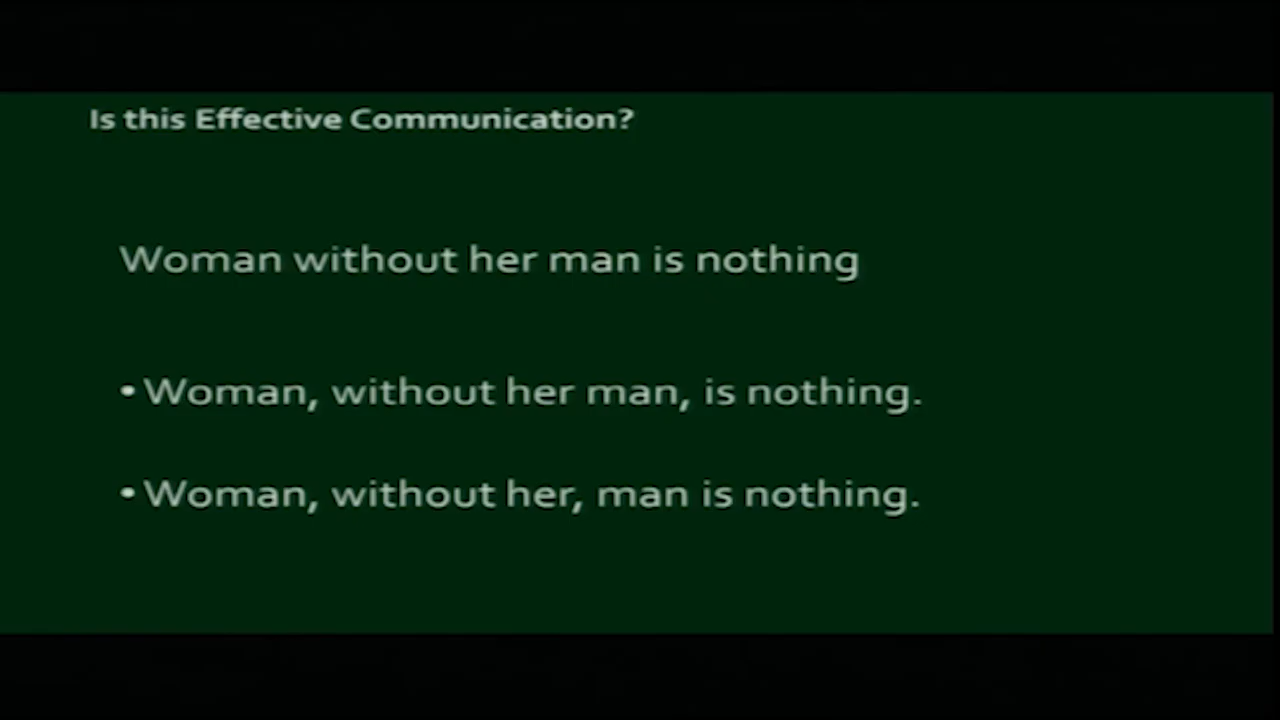 Is this Effective Communication?
Woman without her man is nothing
• Woman, without her man, is nothing.
• Woman, without her, man is nothing.